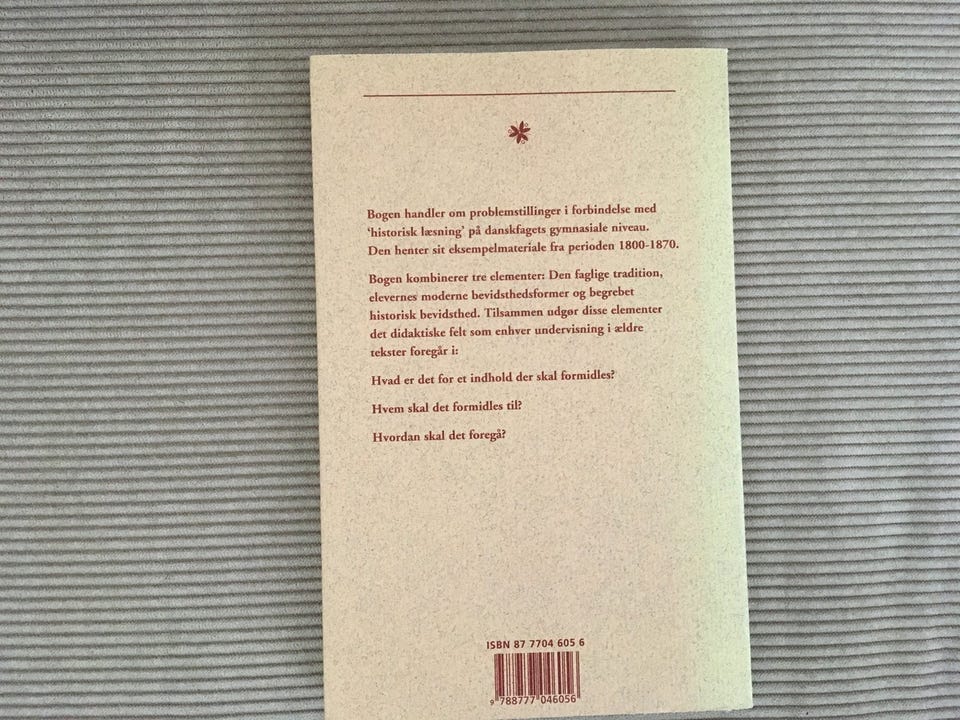 Bogen handler om problemstillinger i forbindelse med
‘historisk læsning’ på danskfagets gymnasiale niveau.
Den henter sit eksempelmateriale fra perioden 1800-1870.
Bogen kombinerer tre elementer: Den faglige tradition,
elevernes moderne bevidsthedsformer og begrebet
historisk bevidsthed. Tilsammen udgør disse elementer
det didaktiske felt som enhver undervisning i ældre
tekster foregår i:
Hvad er det for et indhold der skal formidles?
Hvem skal det formidles til?
Hvordan skal det foregå?
ISBN 87 7704 605 6
9 788777 046056